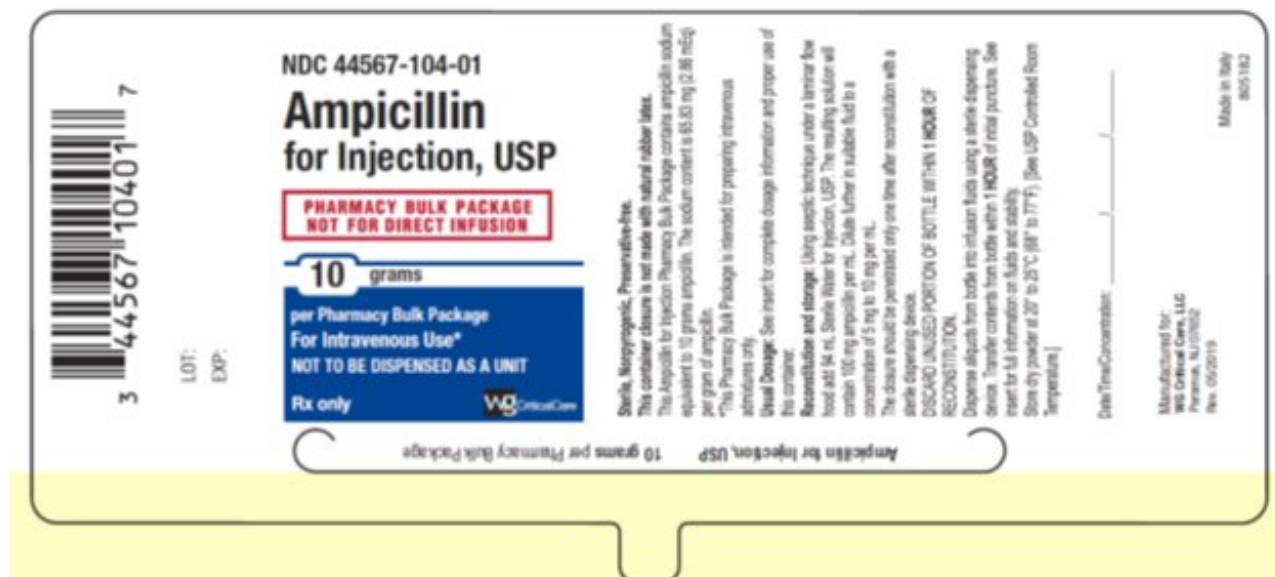 3 44567 10401 7
LOT:
EXP:
NDC 44567-104-01
Ampicillin
for Injection, USP
PHARMACY BULK PACKAGE
NOT FOR DIRECT INFUSION
10 grams
per Pharmacy Bulk Package
For Intravenous Use*
NOT TO BE DISPENSED AS A UNIT
Rx only
wg CriticalCare
Ampicillin for Injection, USP 10 grams per Pharmacy Bulk Package
Sterile, Nonpyrogenic, Preservative-free.
This container closure is not made with natural rubber latex.
This Ampicillin for Injection Pharmacy Bulk Package contains ampicillin sodium
equivalent to 10 grams ampicillin. The sodium content is 65.83 mg (2.86 mEq)
per gram of ampicillin.
*This Pharmacy Bulk Package is intended for preparing intravenous
admixtures only.
Usual Dosage: See insert for complete dosage information and proper use of
this container.
Reconstitution and storage: Using aseptic technique under a laminar flow
hood add 94 mL Sterile Water for Injection, USP. The resulting solution will
contain 100 mg ampicillin per mL. Dilute further in suitable fluid to a
concentration of 5 mg to 10 mg per mL.
The closure should be penetrated only one time after reconstitution with a
sterile dispensing device.
DISCARD UNUSED PORTION OF BOTTLE WITHIN 1 HOUR OF
RECONSTITUTION.
Dispense aliquots from bottle into infusion fluids using a sterile dispensing
device. Transfer contents from bottle within 1 HOUR of initial puncture. See
insert for full information on fluids and stability.
Store dry powder at 20° to 25°C (68° to 77°F). [See USP Controlled Room
Temperature.]
Date/Time/Concentration: / /
Manufactured for:
WG Critical Care, LLC
Paramus, NJ 07652
Rev. 05/2019
Made in Italy
805182